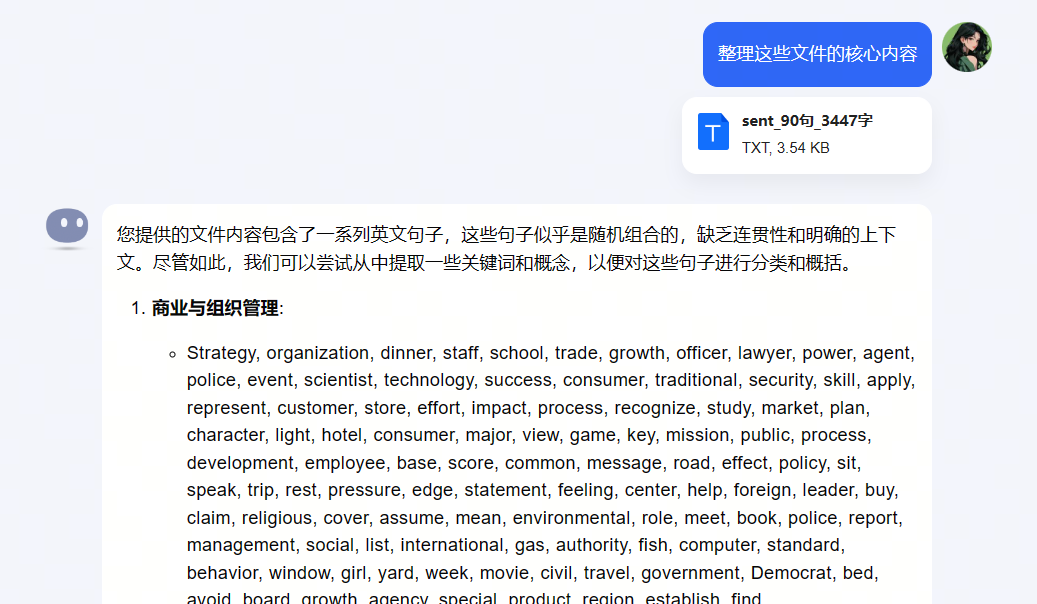 整理这些文件的核心内容
T
sent_90句_3447字
TXT, 3.54 KB
您提供的文件内容包含了一系列英文句子，这些句子似乎是随机组合的，缺乏连贯性和明确的上下
文。尽管如此，我们可以尝试从中提取一些关键词和概念，以便对这些句子进行分类和概括。
1. 商业与组织管理:
Strategy, organization, dinner, staff, school, trade, growth, officer, lawyer, power, agent,
police, event, scientist, technology, success, consumer, traditional, security, skill, apply,
represent, customer, store, effort, impact, process, recognize, study, market, plan,
character, light, hotel, consumer, major, view, game, key, mission, public, process,
development, employee, base, score, common, message, road, effect, policy, sit,
speak, trip, rest, pressure, edge, statement, feeling, center, help, foreign, leader, buy,
claim, religious, cover, assume, mean, environmental, role, meet, book, police, report,
management, social, list, international, gas, authority, fish, computer, standard,
behavior, window, girl, yard, week, movie, civil, travel, government, Democrat, bed,
avoid, board, growth, agency, special, product, region, establish, find